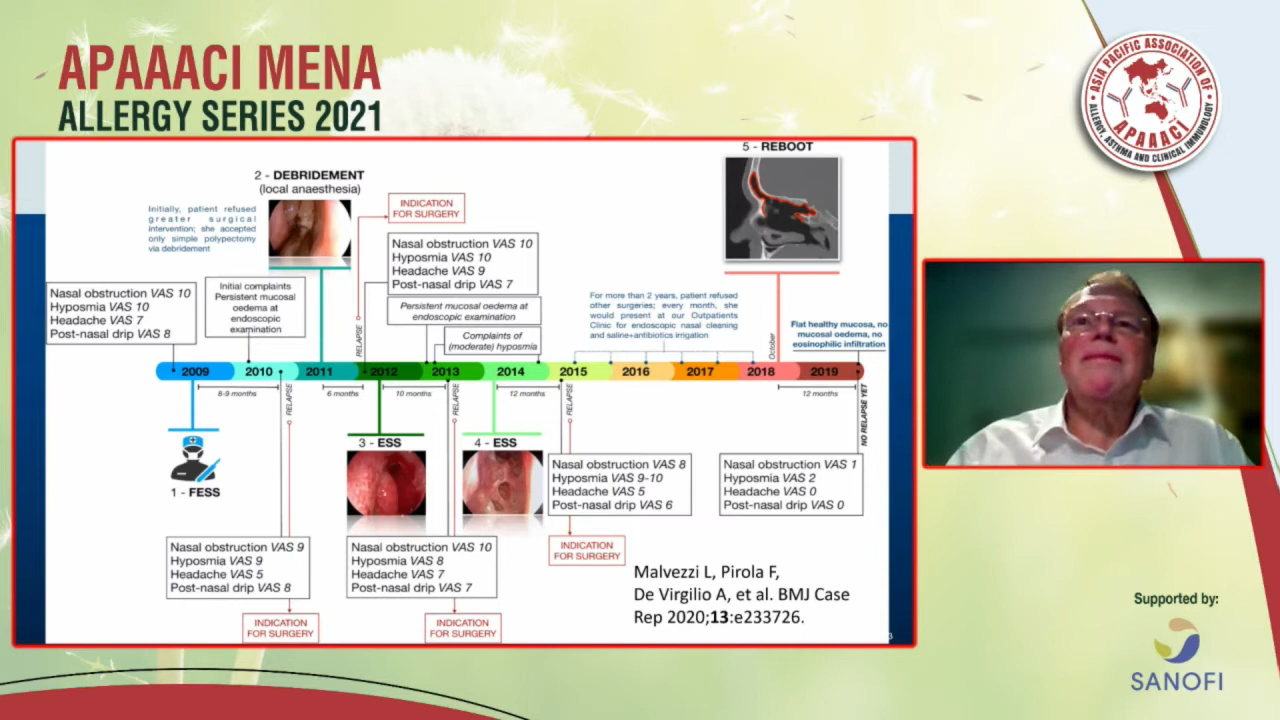 APAAACI MENA
ALLERGY SERIES 2021
ASIA PACIFIC ASSOCIATION OF
ALLERGY, ASTHMA AND CLINICAL IMMUNOLOGY
APAAACI
5 - REBOOT
2 - DEBRIDEMENT
(local anaesthesia)
Initially, patient refused
greater surgical
intervention; she accepted
only simple polypectomy
via debridement
INDICATION
FOR SURGERY
Nasal obstruction VAS 10
Hyposmia VAS 10
Headache VAS 9
Post-nasal drip VAS 7
Nasal obstruction VAS 10
Hyposmia VAS 10
Headache VAS 7
Post-nasal drip VAS 8
Initial complaints
Persistent mucosal
oedema at
endoscopic
examination
Persistent mucosal oedema at
endoscopic examination
Complaints of
(moderate) hyposmia
For more than 2 years, patient refused
other surgeries; every month, she
would present at our Outpatients
Clinic for endoscopic nasal cleaning
and saline+antibiotics irrigation
Flat healthy mucosa, no
mucosal oedema, no
eosinophilic infiltration
RELAPSE
October
2009 2010 2011 2012 2013 2014 2015 2016 2017 2018 2019
8-9 months
RELAPSE
6 months
10 months
RELAPSE
12 months
RELAPSE
12 months
NO RELAPSE YET
1 - FESS
3 - ESS
4 - ESS
Nasal obstruction VAS 8
Hyposmia VAS 9-10
Headache VAS 5
Post-nasal drip VAS 6
Nasal obstruction VAS 1
Hyposmia VAS 2
Headache VAS 0
Post-nasal drip VAS 0
Nasal obstruction VAS 9
Hyposmia VAS 9
Headache VAS 5
Post-nasal drip VAS 8
Nasal obstruction VAS 10
Hyposmia VAS 8
Headache VAS 7
Post-nasal drip VAS 7
INDICATION
FOR SURGERY
INDICATION
FOR SURGERY
INDICATION
FOR SURGERY
Malvezzi L, Pirola F,
De Virgilio A, et al. BMJ Case
Rep 2020;13:e233726.
3
Supported by:
SANOFI